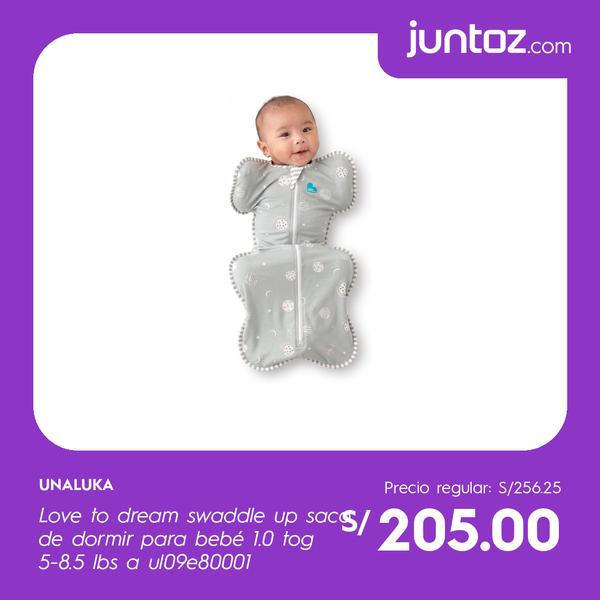 juntoz.com
UNALUKA
Love to dream swaddle up saco
de dormir para bebé 1.0 tog
5-8.5 lbs a ul09e80001
Precio regular: S/256.25
S/ 205.00